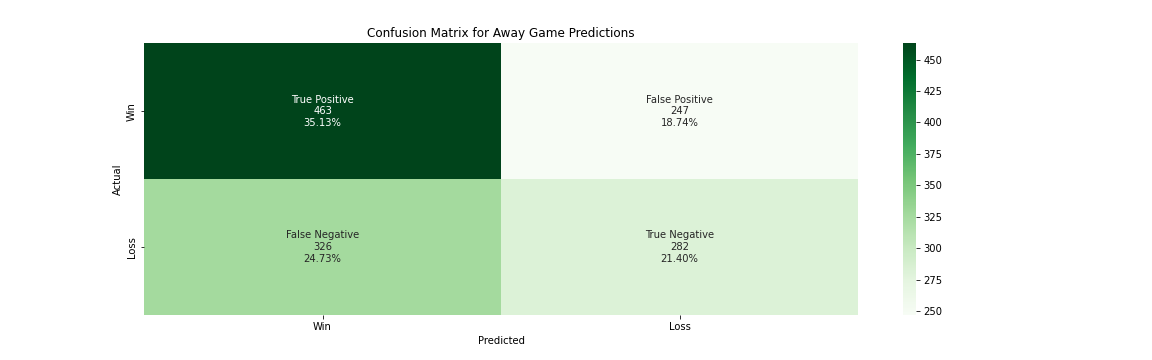 Confusion Matrix for Away Game Predictions
True Positive
463
35.13%
False Positive
247
18.74%
False Negative
326
24.73%
True Negative
282
21.40%
Win
Loss
Actual
Win
Loss
Predicted
450
425
400
375
350
325
300
275
250